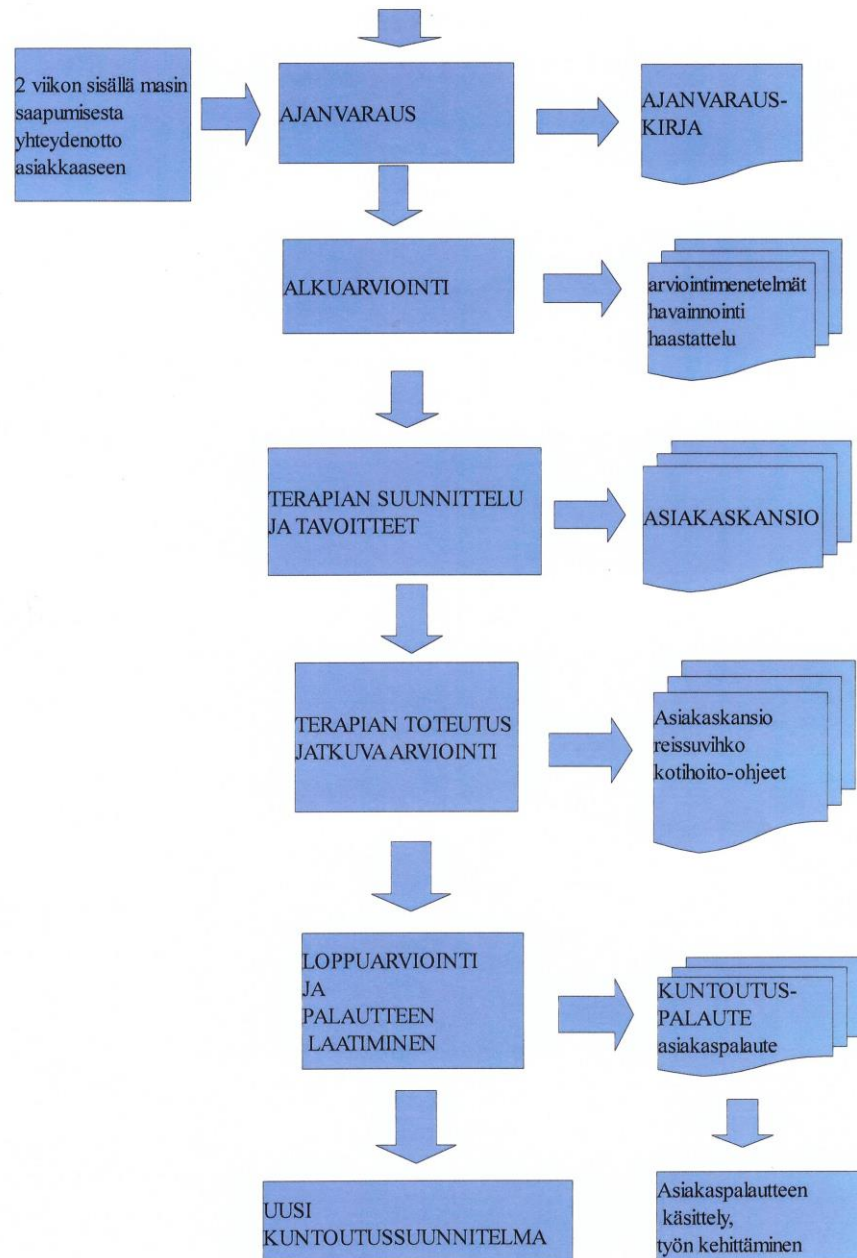 2 viikon sisällä masin
saapumisesta
yhteydenotto
asiakkaaseen
AJANVARAUS
AJANVARAUS-
KIRJA
ALKUARVIOINTI
arviointimenetelmät
havainnointi
haastattelu
TERAPIAN SUUNNITTELU
JA TAVOITTEET
ASIAKASKANSIO
TERAPIAN TOTEUTUS
JATKUVA ARVIOINTI
Asiakaskansio
reissuvihko
kotihoito-ohjeet
LOPPUARVIOINTI
JA
PALAUTTEEN
LAATIMINEN
KUNTOUTUS-
PALAUTE
asiakaspalaute
UUSI
KUNTOUTUSSUUNNITELMA
Asiakaspalautteen
käsittely,
työn kehittäminen